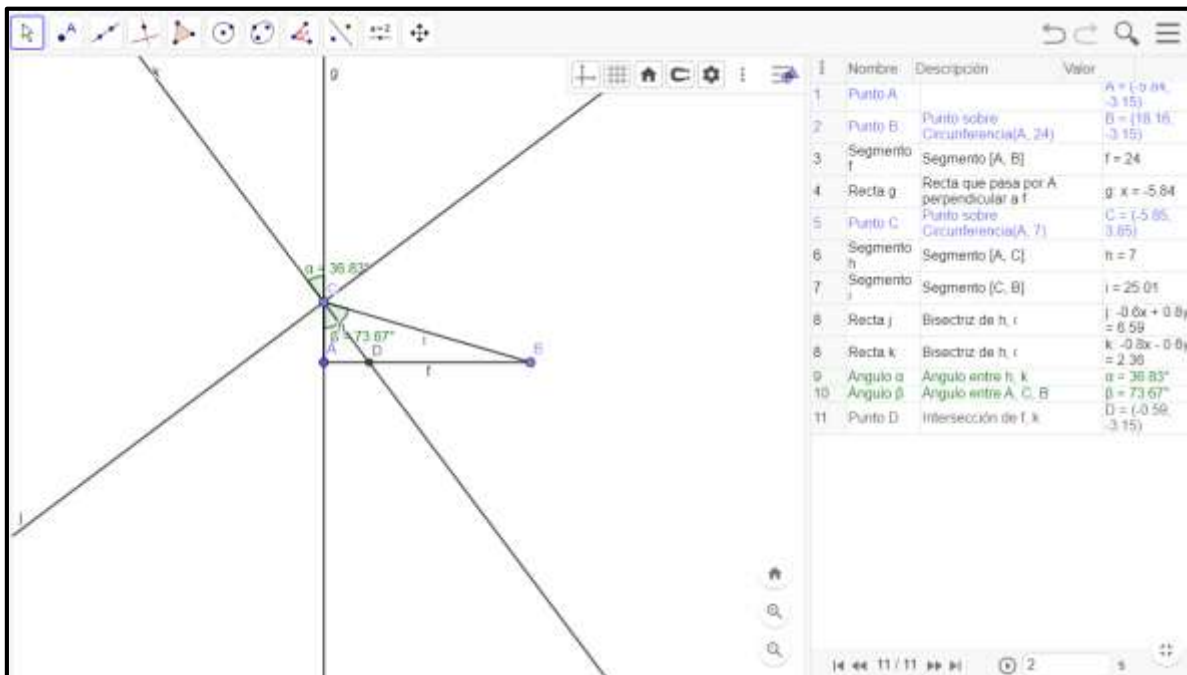 A
a=2
k
g
α = 36.83°
C
i
β = 73.67°
A
D
B
f
j
Nombre Descripción Valor
1 Punto A A = (-5.84, -3.15)
2 Punto B Punto sobre Circunferencia(A, 24) B = (18.16, -3.15)
3 Segmento f Segmento [A, B] f = 24
4 Recta g Recta que pasa por A perpendicular a f g: x = -5.84
5 Punto C Punto sobre Circunferencia(A, 7) C = (-5.85, 3.85)
6 Segmento h Segmento [A, C] h = 7
7 Segmento i Segmento [C, B] i = 25.01
8 Recta j Bisectriz de h, i j: -0.6x + 0.8y = 6.59
8 Recta k Bisectriz de h, i k: -0.8x - 0.6y = 2.36
9 Ángulo α Ángulo entre h, k α = 36.83°
10 Ángulo β Ángulo entre A, C, B β = 73.67°
11 Punto D Intersección de f, k D = (-0.59, -3.15)
11 / 11 2 s